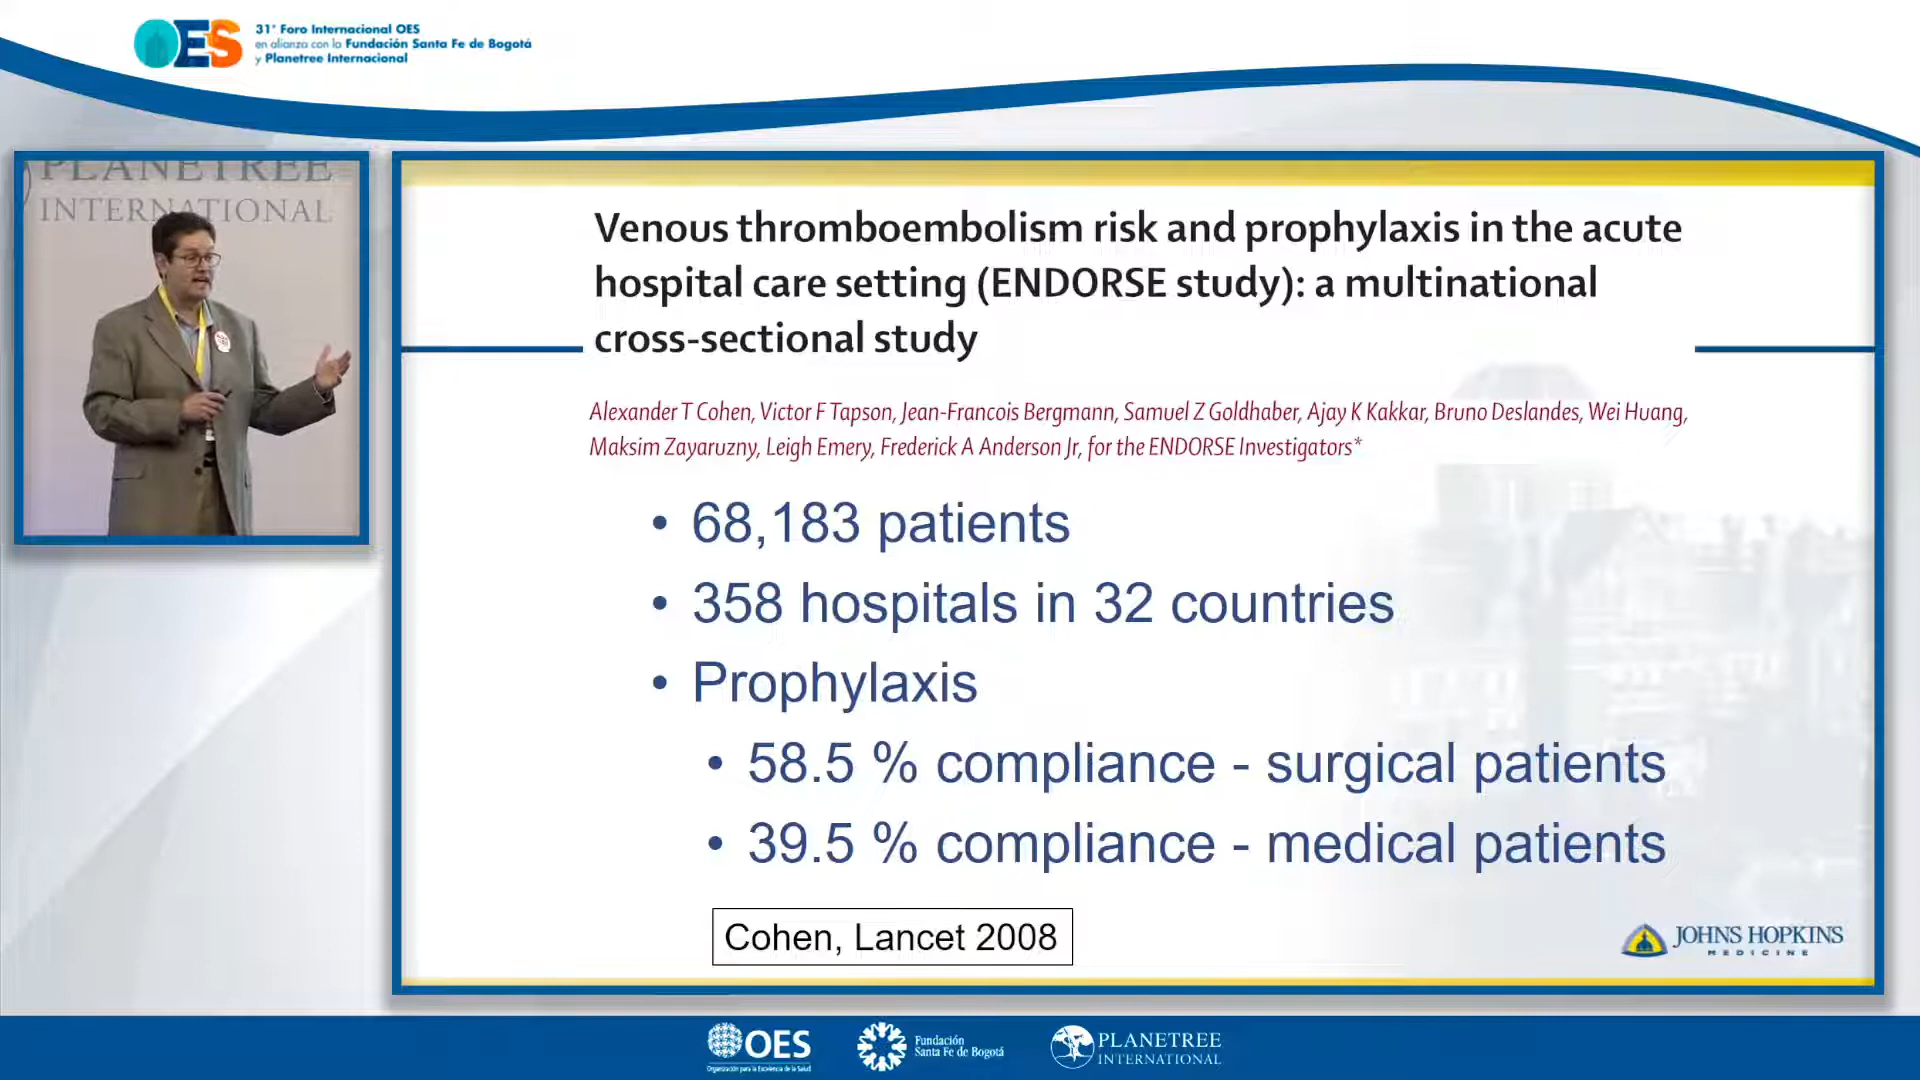 OES
31° Foro Internacional OES
en alianza con la Fundación Santa Fe de Bogotá
y Planetree Internacional
PLANETREE
INTERNATIONAL
Venous thromboembolism risk and prophylaxis in the acute
hospital care setting (ENDORSE study): a multinational
cross-sectional study
Alexander T Cohen, Victor F Tapson, Jean-Francois Bergmann, Samuel Z Goldhaber, Ajay K Kakkar, Bruno Deslandes, Wei Huang,
Maksim Zayaruzny, Leigh Emery, Frederick A Anderson Jr, for the ENDORSE Investigators*
• 68,183 patients
• 358 hospitals in 32 countries
• Prophylaxis
• 58.5 % compliance - surgical patients
• 39.5 % compliance - medical patients
Cohen, Lancet 2008
JOHNS HOPKINS
MEDICINE
OES
Organización para la Excelencia de la Salud
Fundación
Santa Fe de Bogotá
PLANETREE
INTERNATIONAL